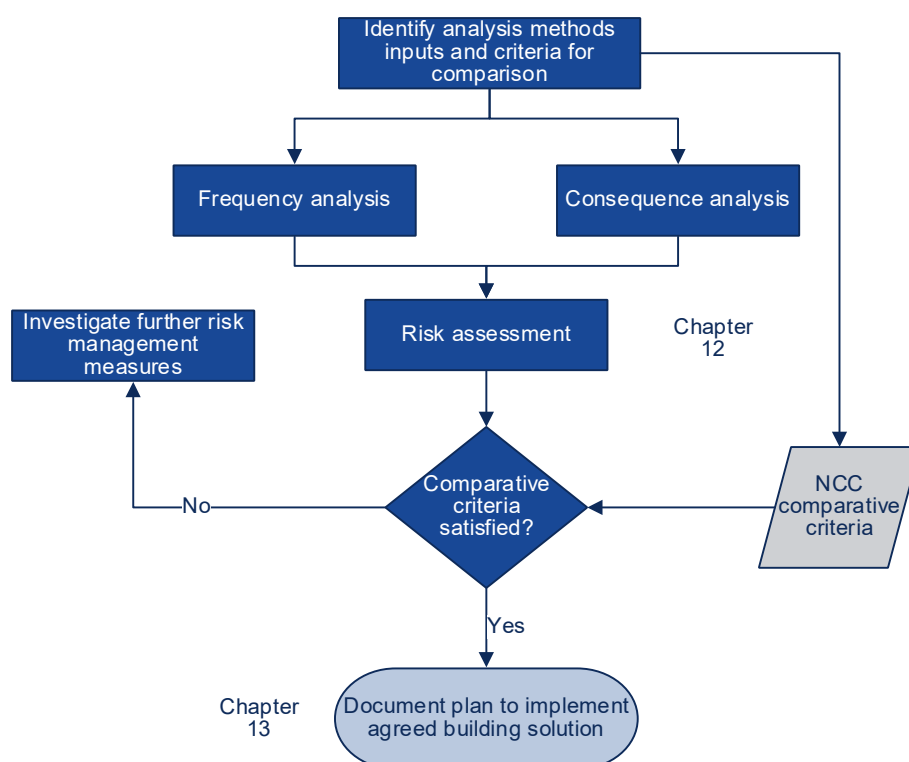 Identify analysis methods
inputs and criteria for
comparison
Frequency analysis
Consequence analysis
Investigate further risk
management
measures
Risk assessment
Chapter
12
Comparative
criteria
satisfied?
NCC
comparative
criteria
No
Yes
Chapter
13
Document plan to implement
agreed building solution